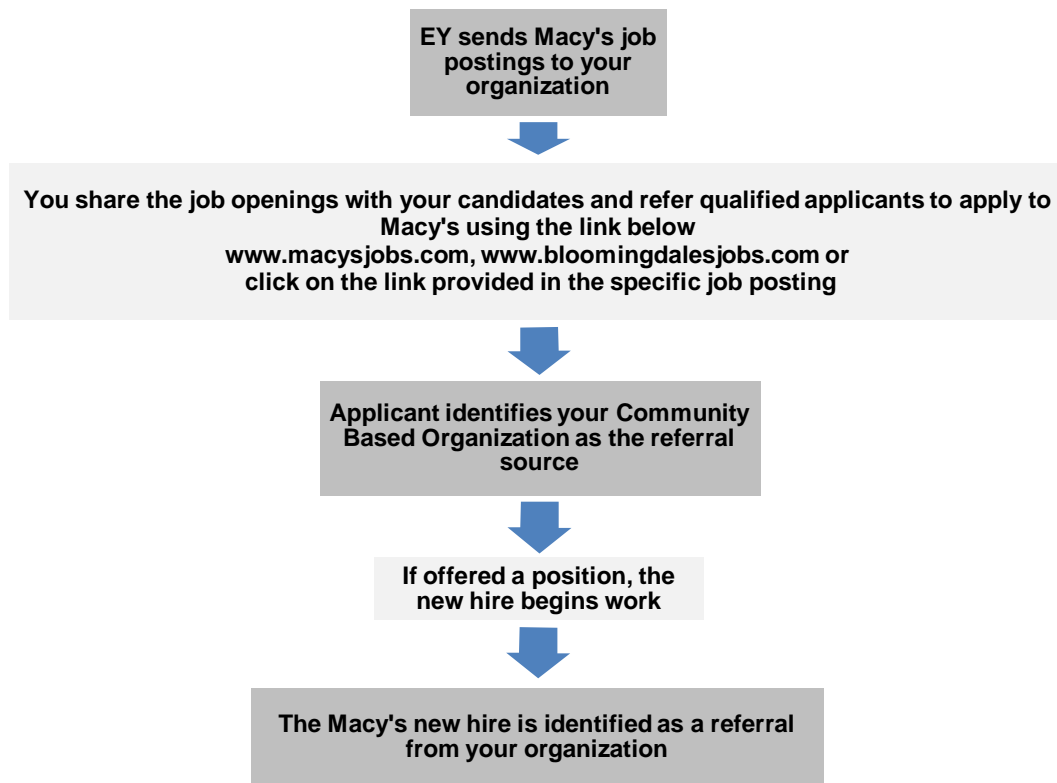 EY sends Macy's job
postings to your
organization
You share the job openings with your candidates and refer qualified applicants to apply to
Macy's using the link below
www.macysjobs.com, www.bloomingdalesjobs.com or
click on the link provided in the specific job posting
Applicant identifies your Community
Based Organization as the referral
source
If offered a position, the
new hire begins work
The Macy's new hire is identified as a referral
from your organization